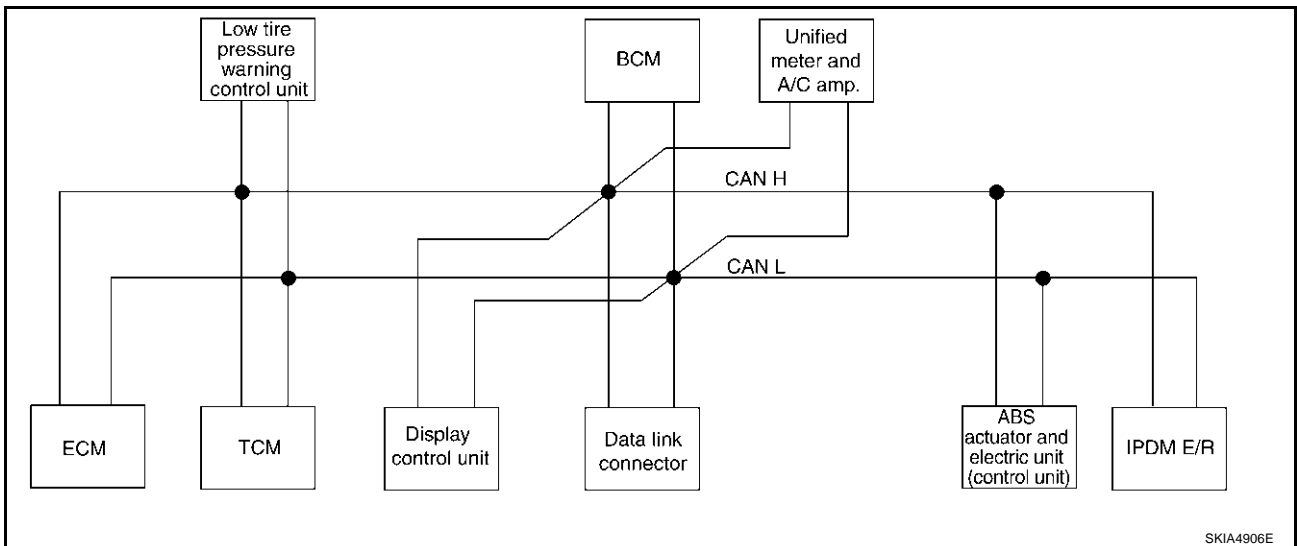 Low tire
pressure
warning
control unit
BCM
Unified
meter and
A/C amp.
CAN H
CAN L
ECM
TCM
Display
control unit
Data link
connector
ABS
actuator and
electric unit
(control unit)
IPDM E/R
SKIA4906E